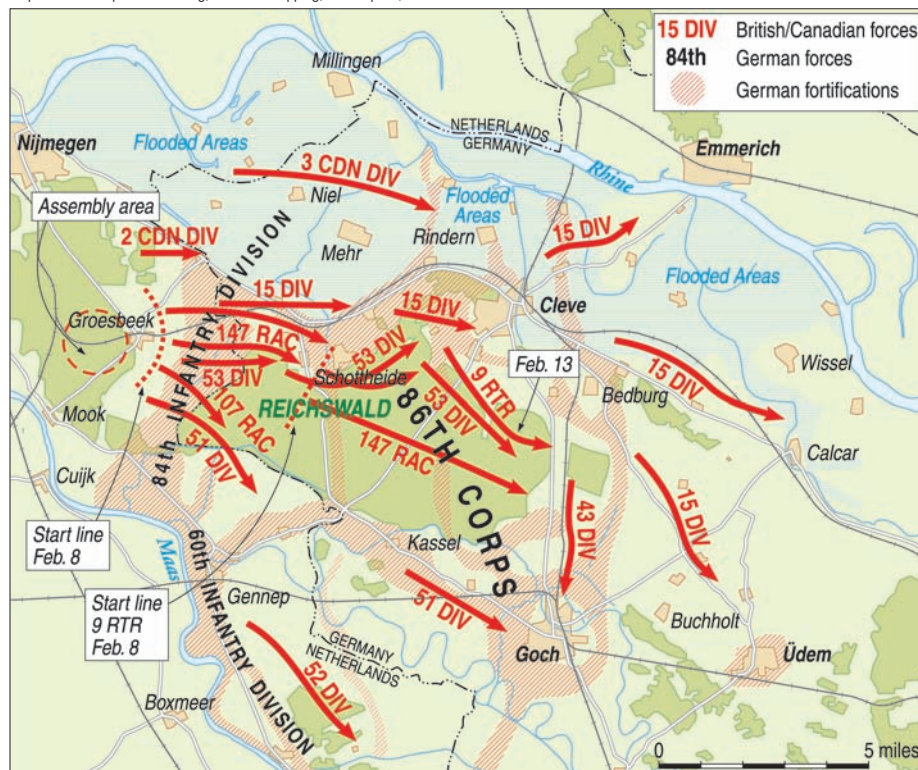 15 DIV British/Canadian forces
84th German forces
German fortifications
Millingen
Nijmegen
Flooded Areas
NETHERLANDS
GERMANY
Emmerich
Rhine
3 CDN DIV
Niel
Flooded
Areas
Assembly area
2 CDN DIV
Mehr
Rindern
15 DIV
Flooded Areas
15 DIV
15 DIV
Cleve
Groesbeek
147 RAC
53 DIV
53 DIV
Schottheide
Feb. 13
Wissel
9 RTR
15 DIV
Bedburg
REICHSWALD
53 DIV
Mook
107 RAC
51 DIV
84th INFANTRY DIVISION
86TH CORPS
147 RAC
Calcar
Cuijk
43 DIV
15 DIV
Start line
Feb. 8
Maas
Kassel
60th INFANTRY DIVISION
Gennep
51 DIV
Buchholt
Start line
9 RTR
Feb. 8
GERMANY
NETHERLANDS
Goch
Üdem
52 DIV
Boxmeer
0 5 miles